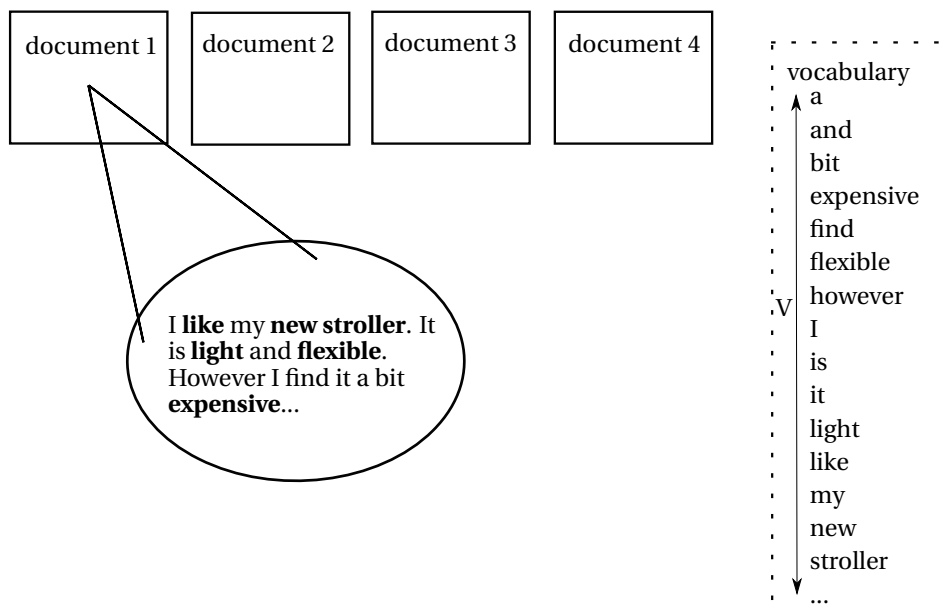 document 1
document 2
document 3
document 4
I like my new stroller. It
is light and flexible.
However I find it a bit
expensive...
vocabulary
a
and
bit
expensive
find
flexible
however
V
I
is
it
light
like
my
new
stroller
...